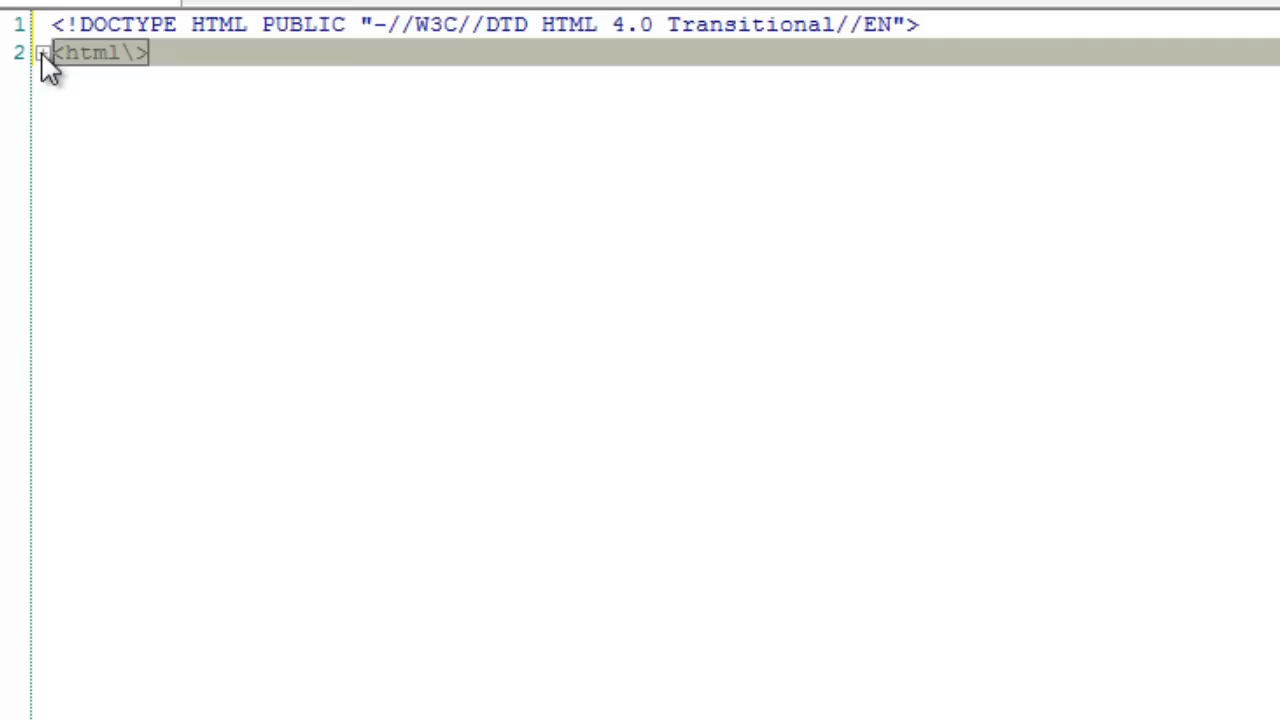 1 <!DOCTYPE HTML PUBLIC "-//W3C//DTD HTML 4.0 Transitional//EN">
2 <html\>